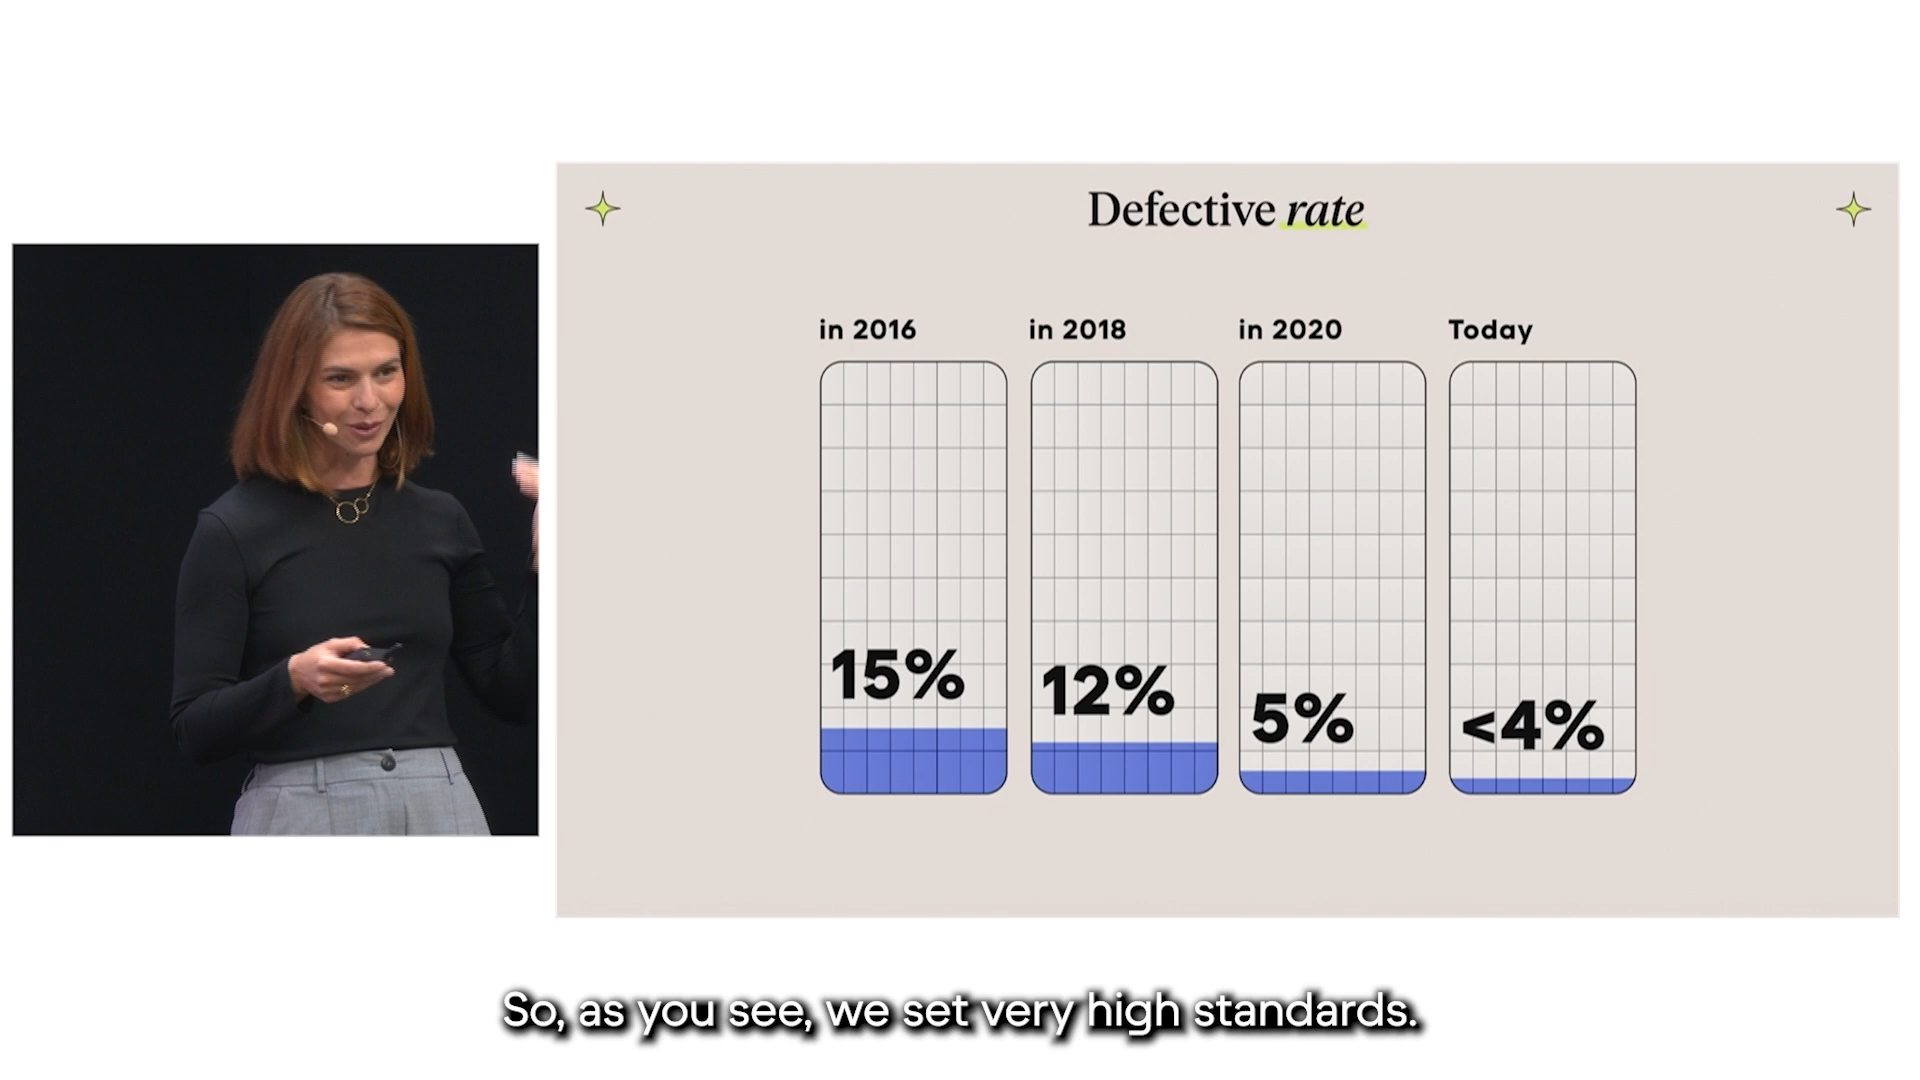 Defective rate
in 2016
in 2018
in 2020
Today
15%
12%
5%
<4%
So, as you see, we set very high standards.